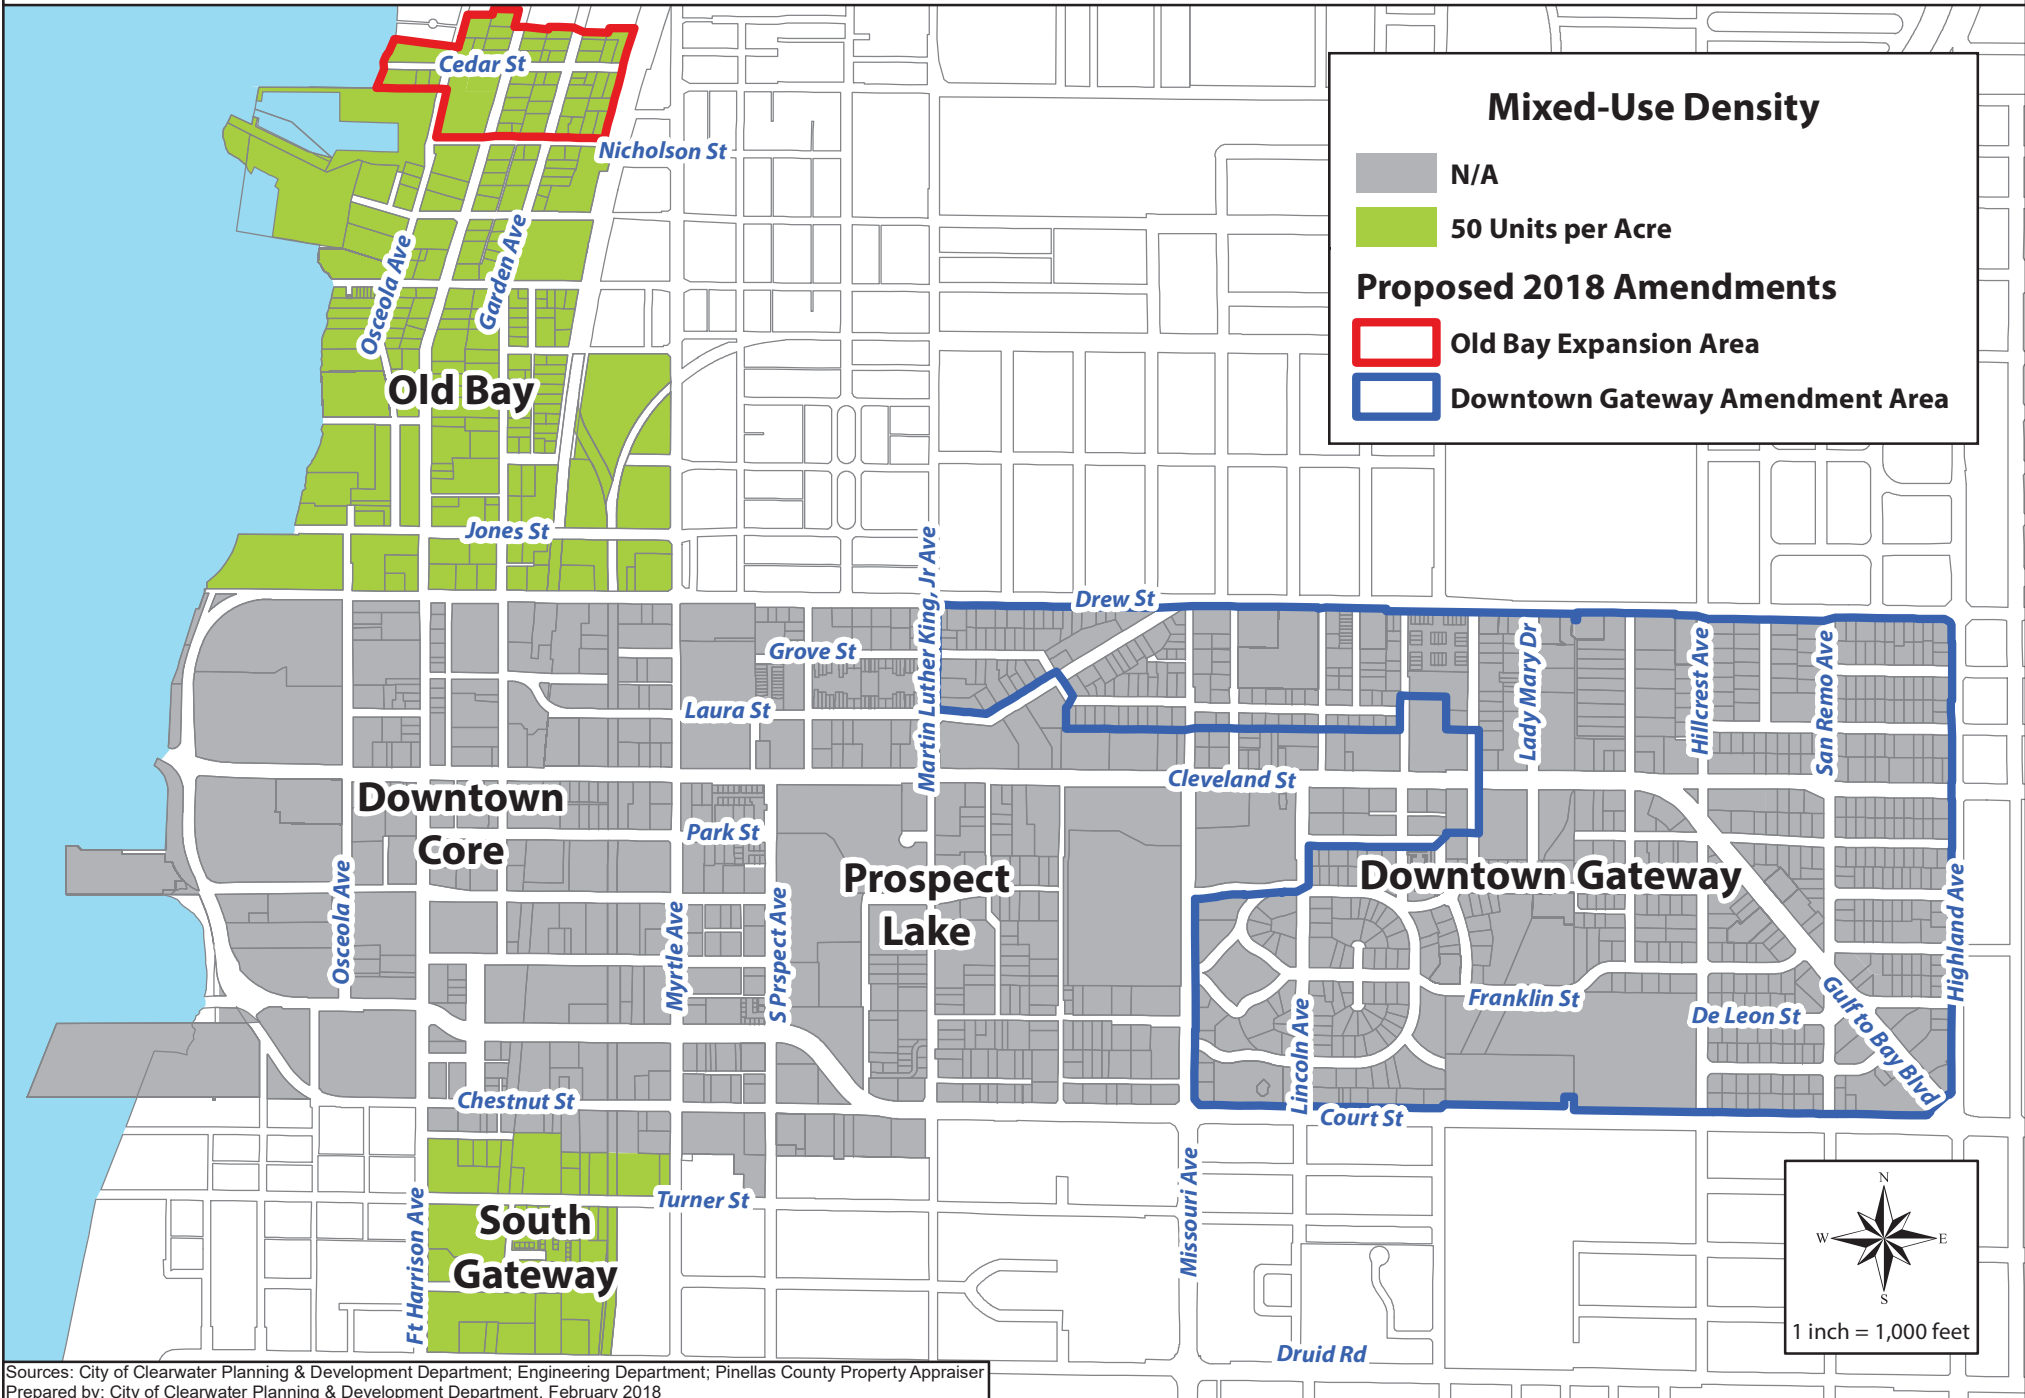 Cedar St
Nicholson St
Osceola Ave
Garden Ave
Old Bay
Jones St
Mixed-Use Density
N/A
50 Units per Acre
Proposed 2018 Amendments
Old Bay Expansion Area
Downtown Gateway Amendment Area
Drew St
Grove St
Laura St
Martin Luther King, Jr Ave
Lady Mary Dr
Hillcrest Ave
San Remo Ave
Cleveland St
Downtown
Core
Park St
Prospect
Lake
Downtown Gateway
Osceola Ave
Myrtle Ave
S Prspect Ave
Highland Ave
Franklin St
De Leon St
Gulf to Bay Blvd
Lincoln Ave
Chestnut St
Court St
Turner St
South
Gateway
Ft Harrison Ave
Missouri Ave
Druid Rd
N
W
E
S
1 inch = 1,000 feet
Sources: City of Clearwater Planning & Development Department; Engineering Department; Pinellas County Property Appraiser
Prepared by: City of Clearwater Planning & Development Department, February 2018